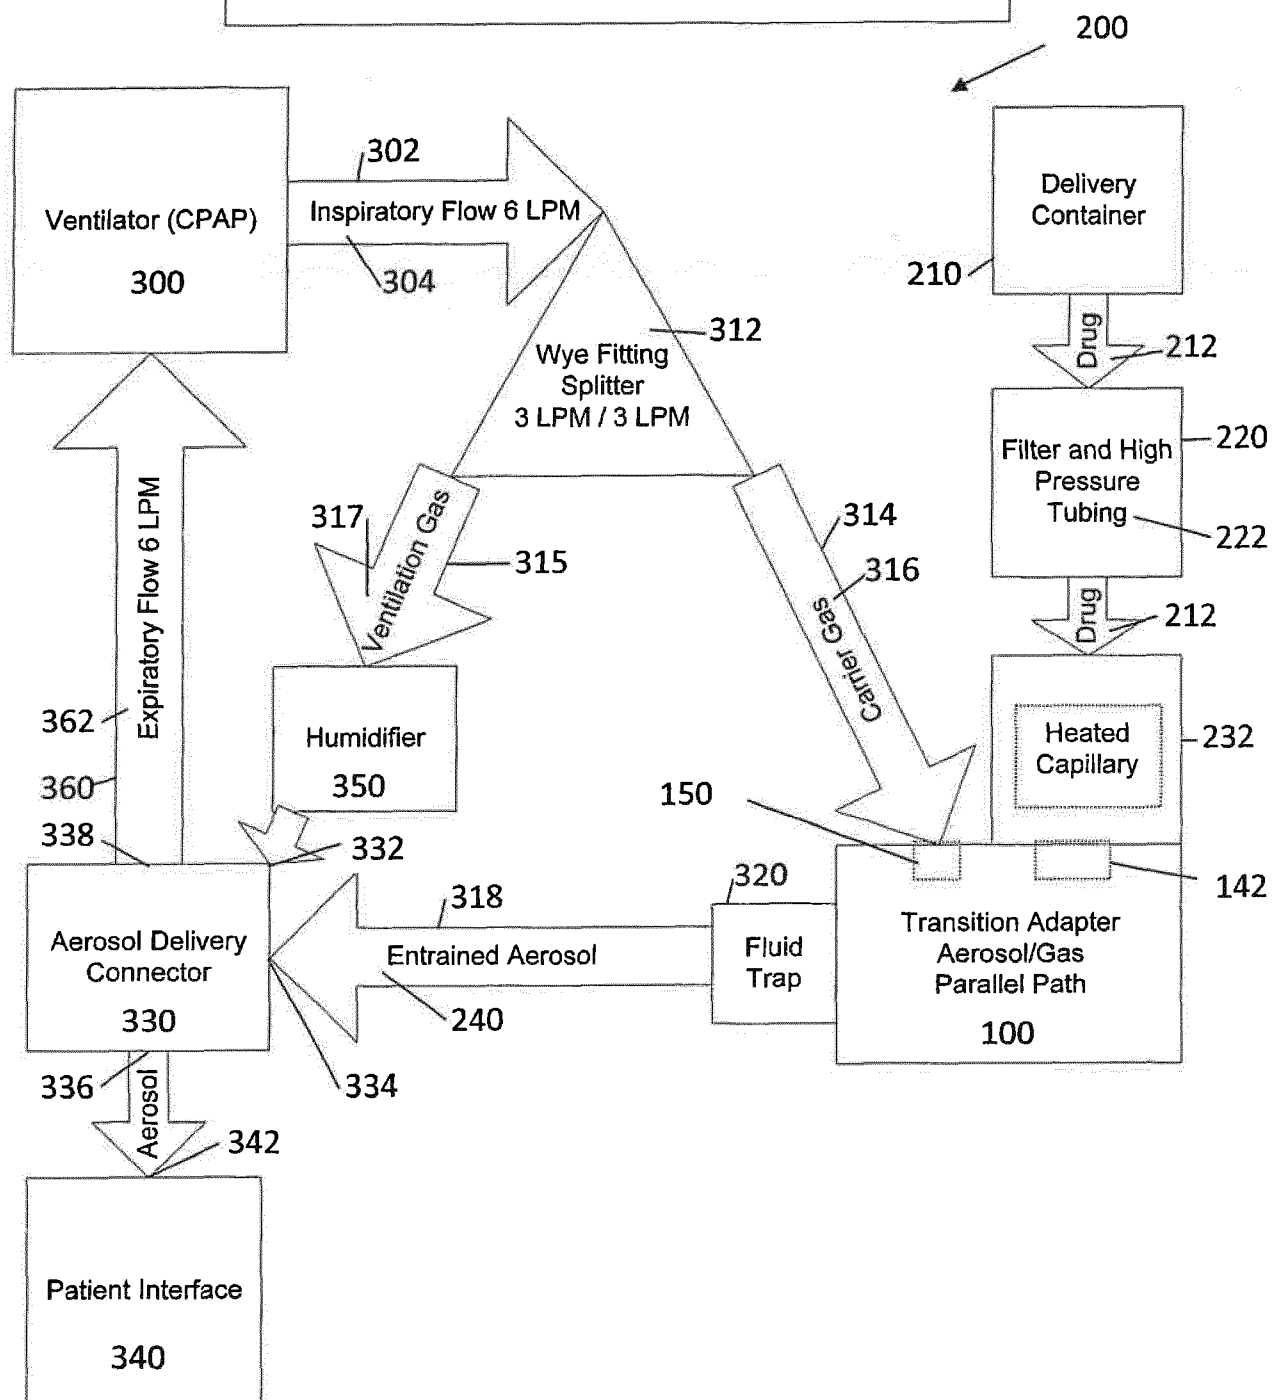 200
302
Inspiratory Flow 6 LPM
304
Ventilator (CPAP)
300
Delivery
Container
210
Drug
212
312
Wye Fitting
Splitter
3 LPM / 3 LPM
Filter and High
Pressure
Tubing
220
222
Drug
212
317
Ventilation Gas
315
314
316
Carrier Gas
Expiratory Flow 6 LPM
362
360
Humidifier
350
Heated
Capillary
232
150
142
338
332
320
318
Aerosol Delivery
Connector
330
Entrained Aerosol
240
334
Fluid
Trap
Transition Adapter
Aerosol/Gas
Parallel Path
100
336
Aerosol
342
Patient Interface
340